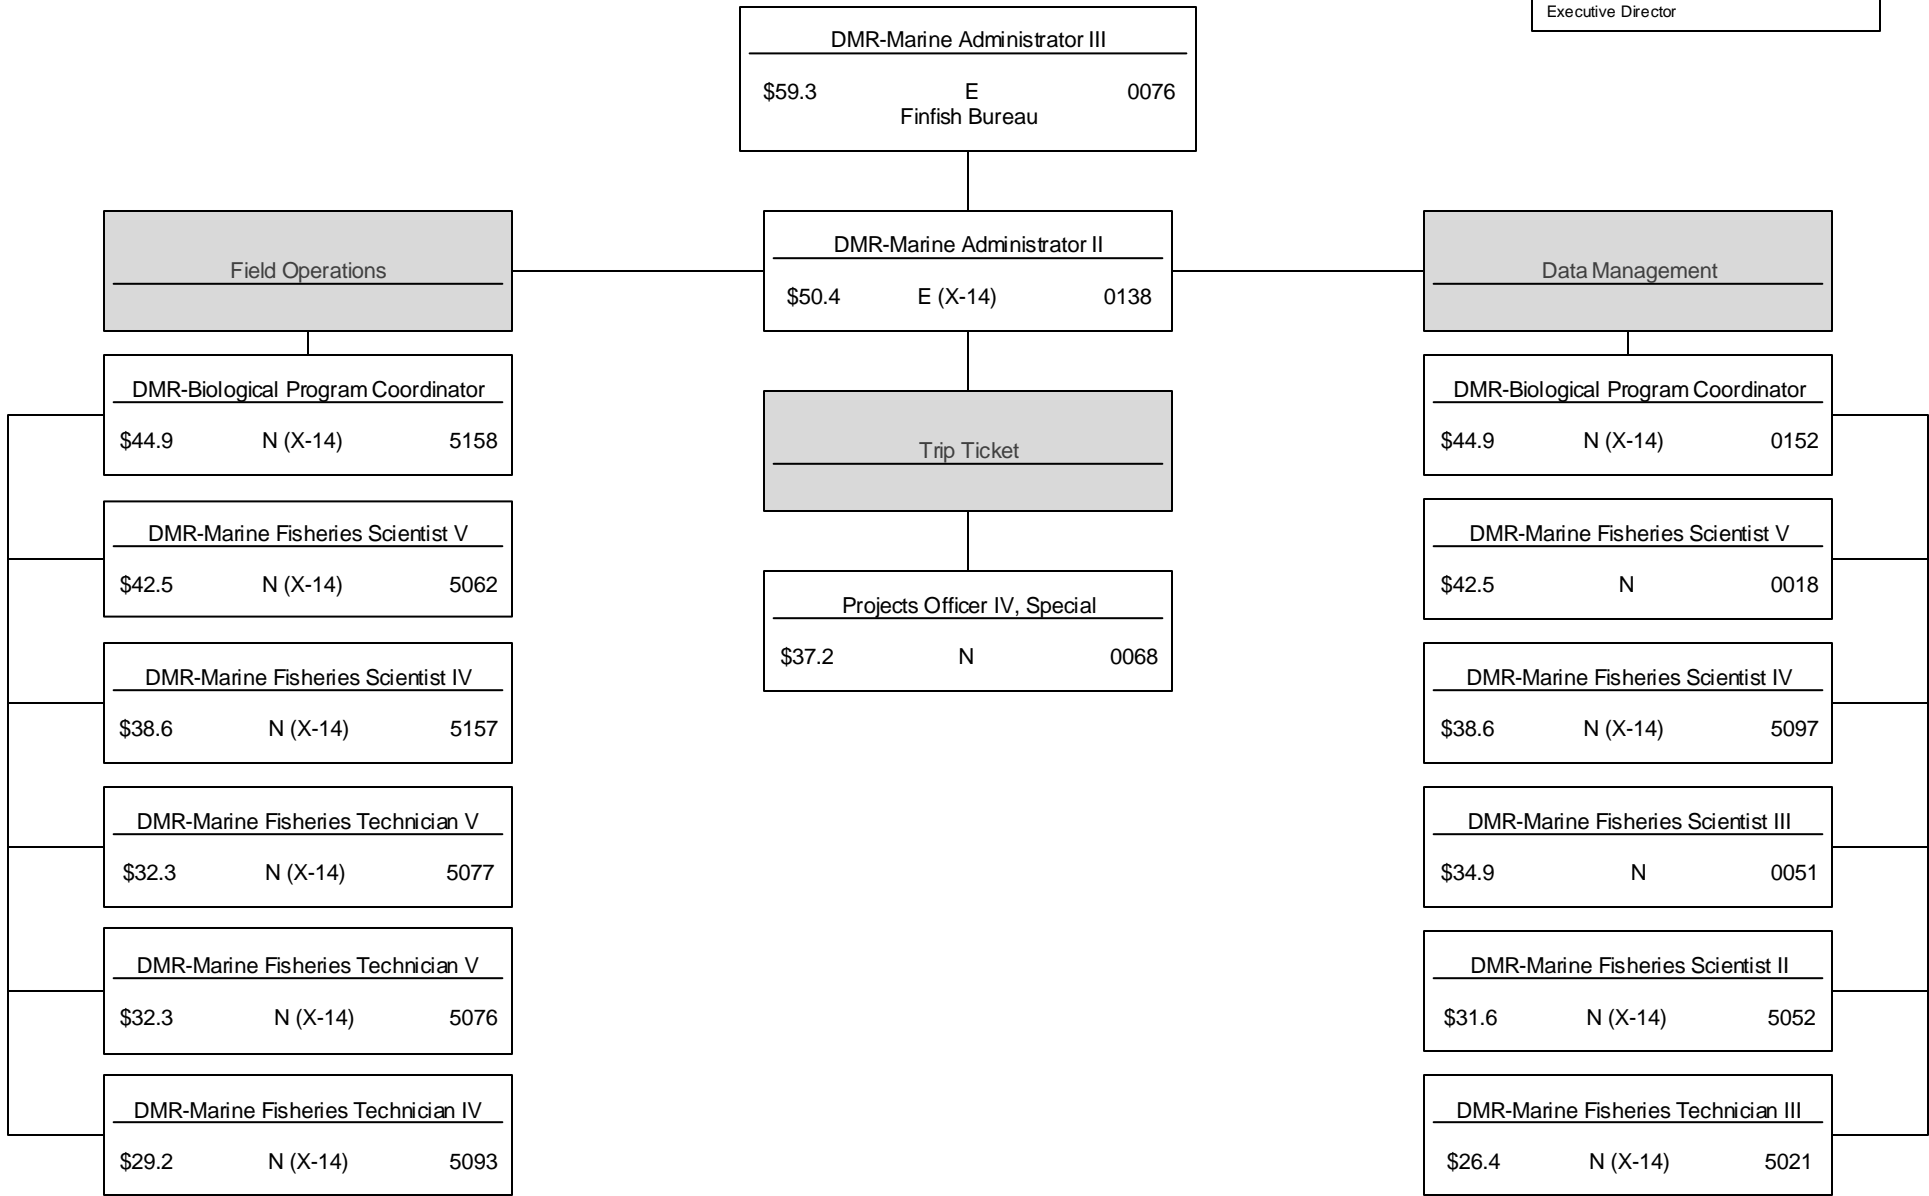 Executive Director
DMR-Marine Administrator III
$59.3 E 0076
Finfish Bureau
Field Operations
DMR-Marine Administrator II
$50.4 E (X-14) 0138
Data Management
DMR-Biological Program Coordinator
$44.9 N (X-14) 5158
DMR-Marine Fisheries Scientist V
$42.5 N (X-14) 5062
DMR-Marine Fisheries Scientist IV
$38.6 N (X-14) 5157
DMR-Marine Fisheries Technician V
$32.3 N (X-14) 5077
DMR-Marine Fisheries Technician V
$32.3 N (X-14) 5076
DMR-Marine Fisheries Technician IV
$29.2 N (X-14) 5093
Trip Ticket
Projects Officer IV, Special
$37.2 N 0068
DMR-Biological Program Coordinator
$44.9 N (X-14) 0152
DMR-Marine Fisheries Scientist V
$42.5 N 0018
DMR-Marine Fisheries Scientist IV
$38.6 N (X-14) 5097
DMR-Marine Fisheries Scientist III
$34.9 N 0051
DMR-Marine Fisheries Scientist II
$31.6 N (X-14) 5052
DMR-Marine Fisheries Technician III
$26.4 N (X-14) 5021